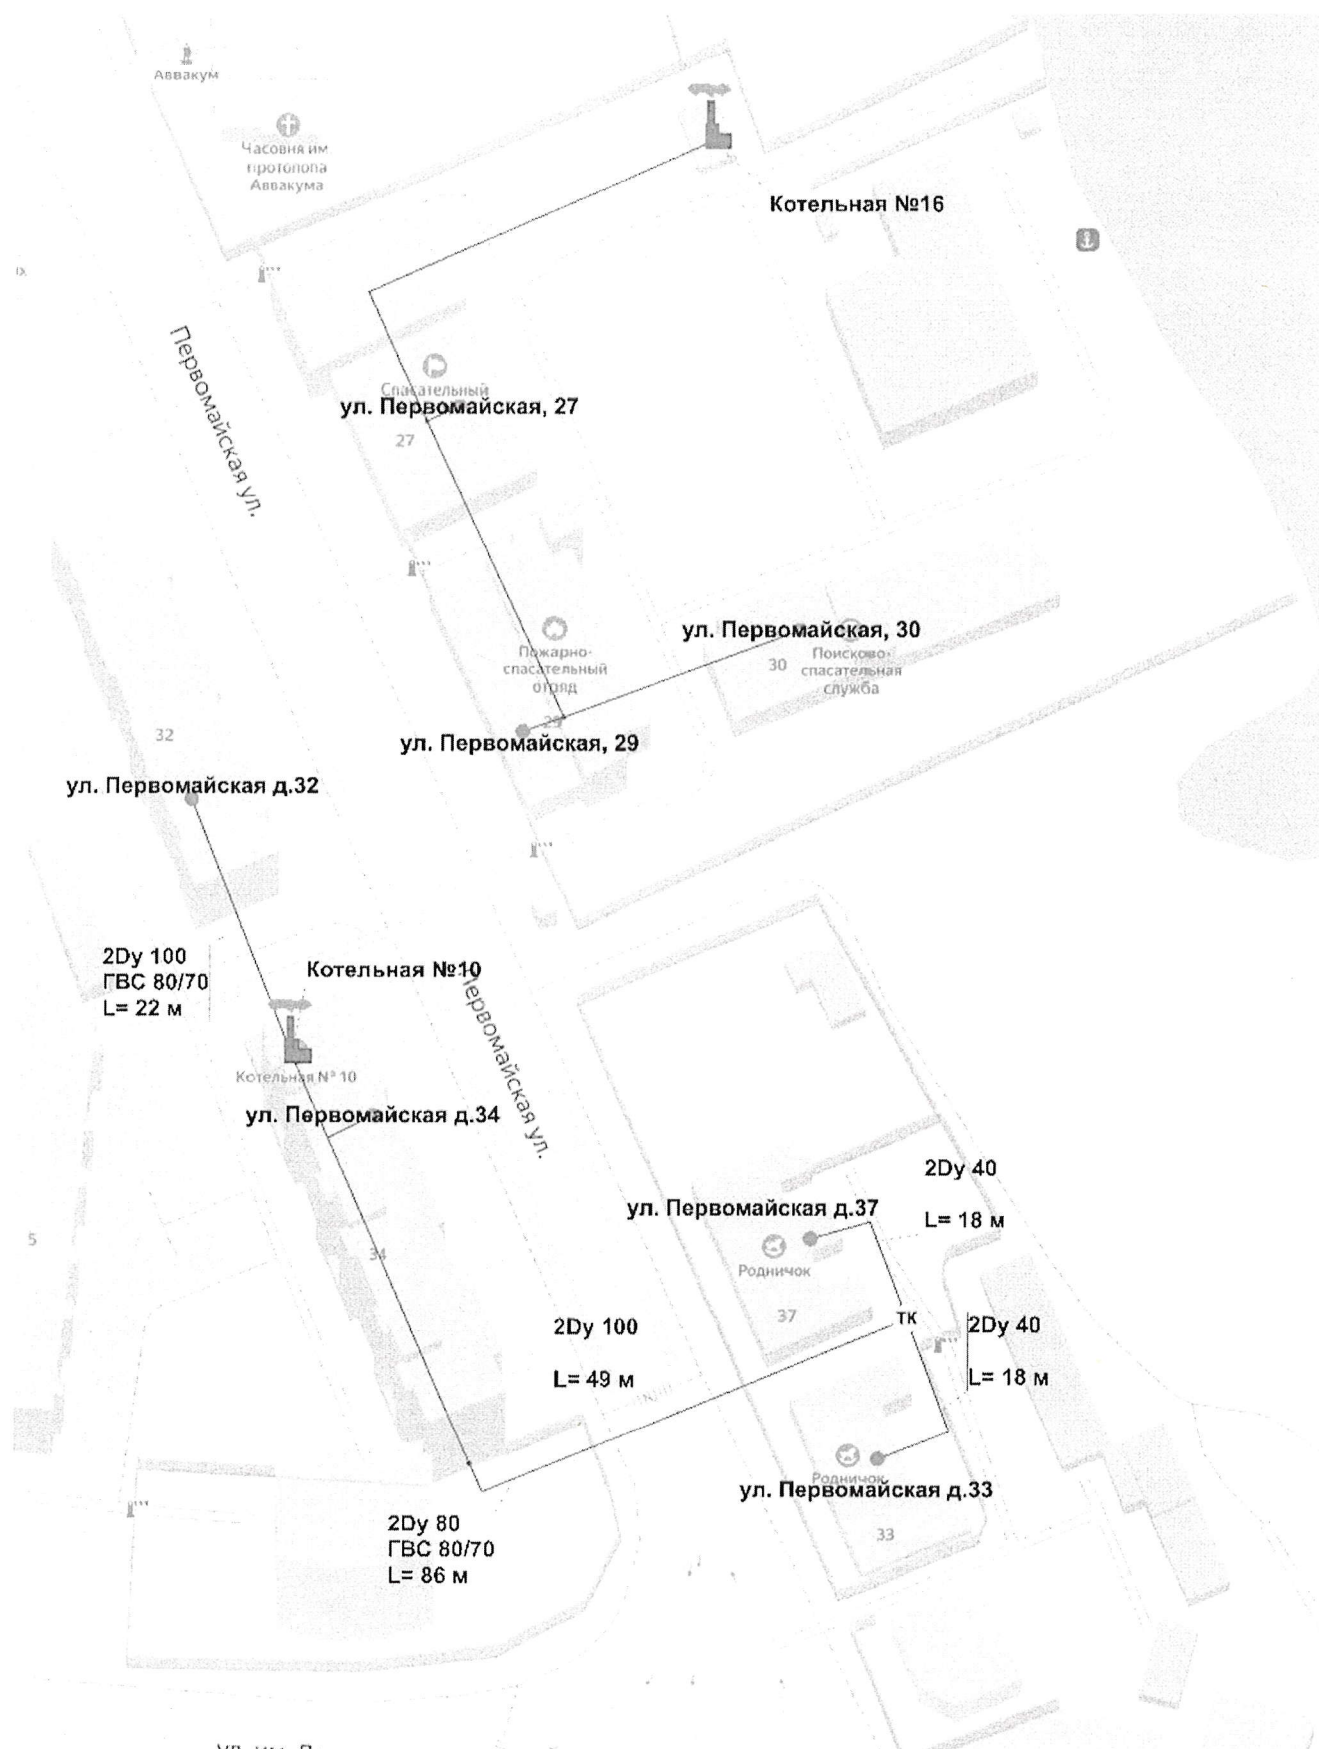 Аввакум
Часовня им
протопопа
Аввакума
Котельная №16
Первомайская ул.
Спасательный
ул. Первомайская, 27
27
ул. Первомайская, 30
Пожарно-
спасательный
отряд
30
Поисково-
спасательная
служба
29
ул. Первомайская, 29
32
ул. Первомайская д.32
2Dy 100
ГВС 80/70
L= 22 м
Котельная №10
Первомайская ул.
Котельная № 10
ул. Первомайская д.34
34
5
2Dy 40
L= 18 м
ул. Первомайская д.37
Родничок
37
ТК
2Dy 40
L= 18 м
2Dy 100
L= 49 м
Родничок
ул. Первомайская д.33
33
2Dy 80
ГВС 80/70
L= 86 м